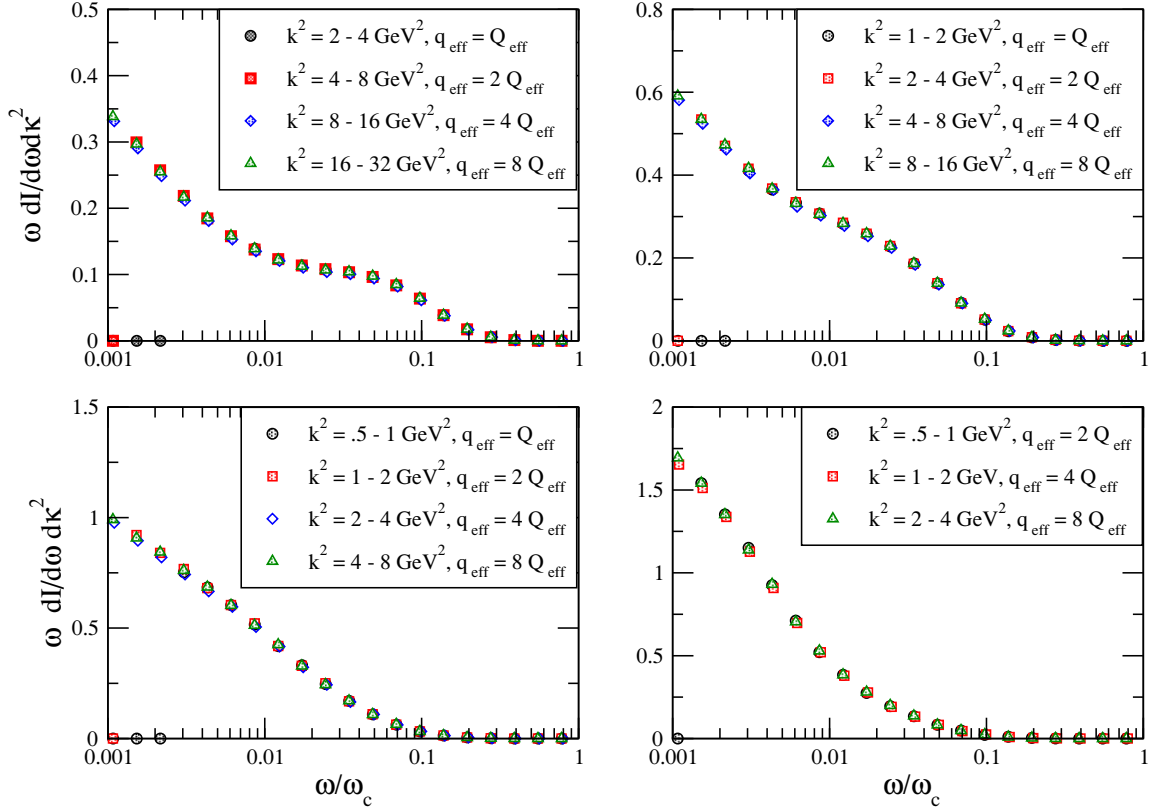 0.5
0.4
0.3
0.2
0.1
0
ω dI/dωdκ²
k² = 2 - 4 GeV², q_eff = Q_eff
k² = 4 - 8 GeV², q_eff = 2 Q_eff
k² = 8 - 16 GeV², q_eff = 4 Q_eff
k² = 16 - 32 GeV², q_eff = 8 Q_eff
0.001 0.01 0.1 1
0.8
0.6
0.4
0.2
0
k² = 1 - 2 GeV², q_eff = Q_eff
k² = 2 - 4 GeV², q_eff = 2 Q_eff
k² = 4 - 8 GeV², q_eff = 4 Q_eff
k² = 8 - 16 GeV², q_eff = 8 Q_eff
0.001 0.01 0.1 1
1.5
1
0.5
0
ω dI/dω dκ²
k² = .5 - 1 GeV², q_eff = Q_eff
k² = 1 - 2 GeV², q_eff = 2 Q_eff
k² = 2 - 4 GeV², q_eff = 4 Q_eff
k² = 4 - 8 GeV², q_eff = 8 Q_eff
0.001 0.01 0.1 1
ω/ω_c
2
1.5
1
0.5
0
k² = .5 - 1 GeV², q_eff = 2 Q_eff
k² = 1 - 2 GeV, q_eff = 4 Q_eff
k² = 2 - 4 GeV², q_eff = 8 Q_eff
0.001 0.01 0.1 1
ω/ω_c